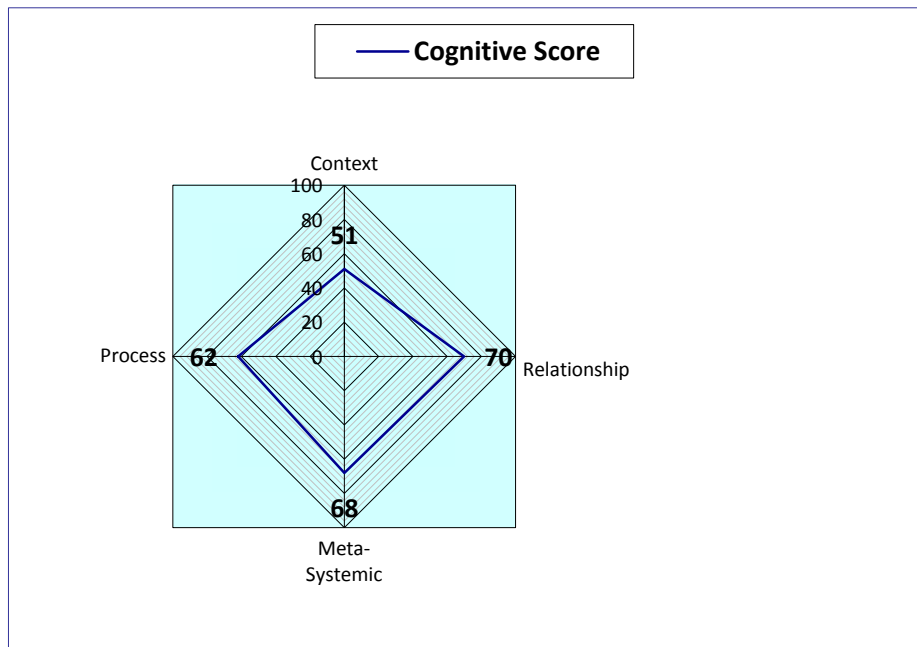 Cognitive Score
Context
100
80
51
60
40
20
Process
62
0
70
Relationship
68
Meta-
Systemic